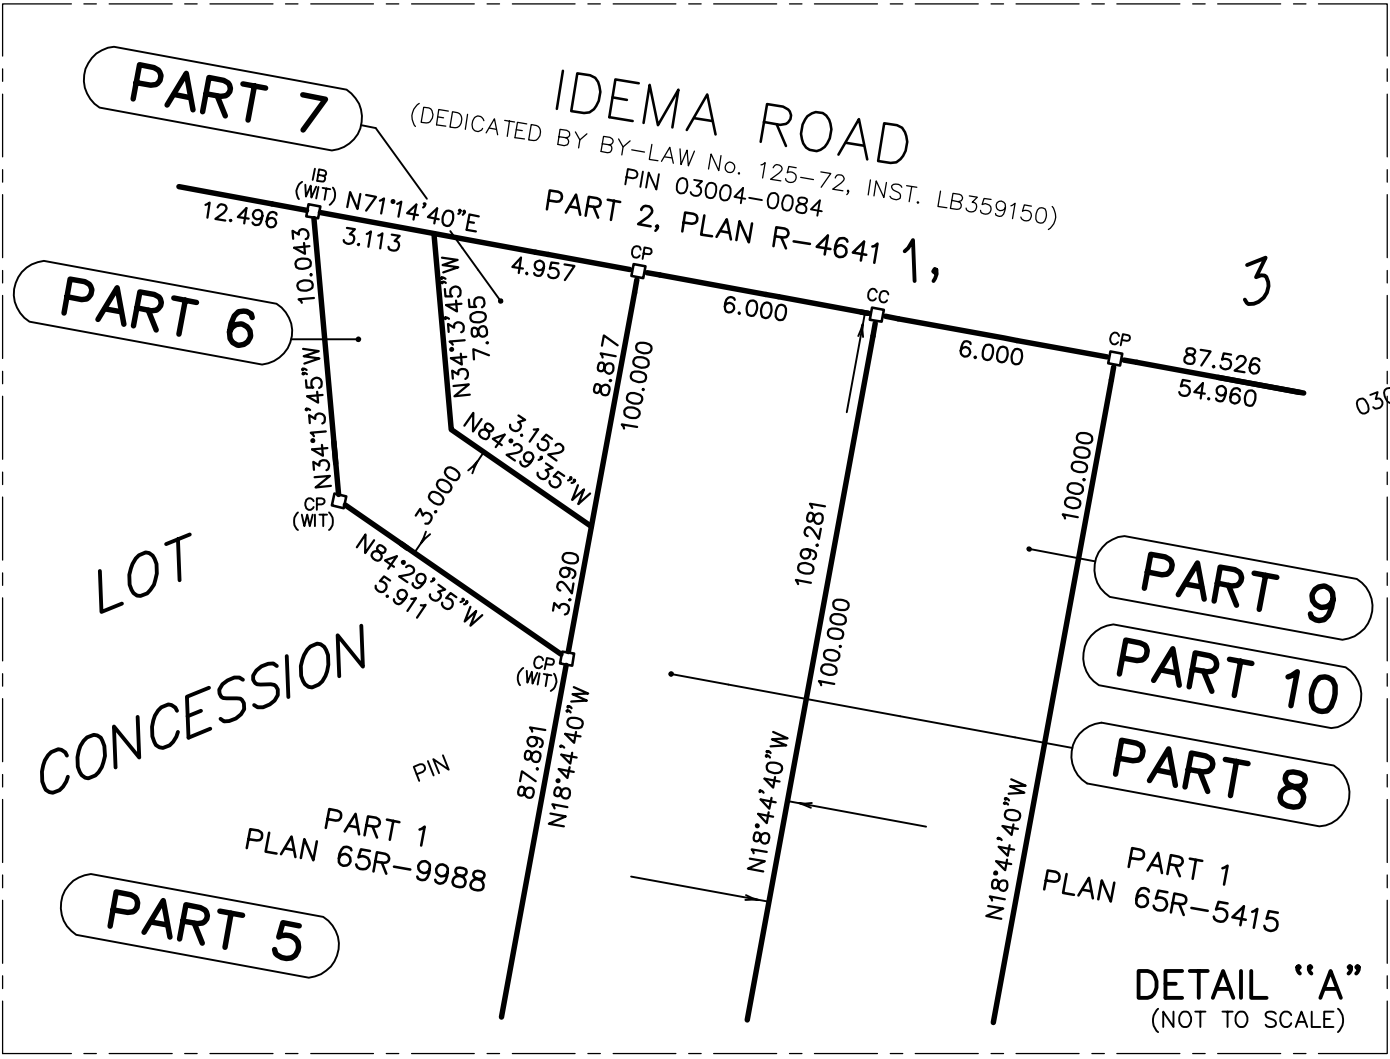 PART 7
IDEMA ROAD
(DEDICATED BY BY-LAW No. 125-72, INST. LB359150)
PIN 03004-0084
PART 2, PLAN R-4641 1,
3
IB
(WIT)
N71°14'40"E
12.496
3.113
4.957
CP
6.000
CC
6.000
CP
87.526
54.960
10.043
N34°13'45"W
N34°13'45"W
7.805
8.817
100.000
PART 6
3.152
N84°29'35"W
3.000
CP
(WIT)
N84°29'35"W
5.911
3.290
109.281
100.000
100.000
LOT
CONCESSION
CP
(WIT)
87.891
N18°44'40"W
N18°44'40"W
N18°44'40"W
PART 9
PART 10
PART 8
PIN
PART 1
PLAN 65R-9988
PART 1
PLAN 65R-5415
PART 5
DETAIL "A"
(NOT TO SCALE)